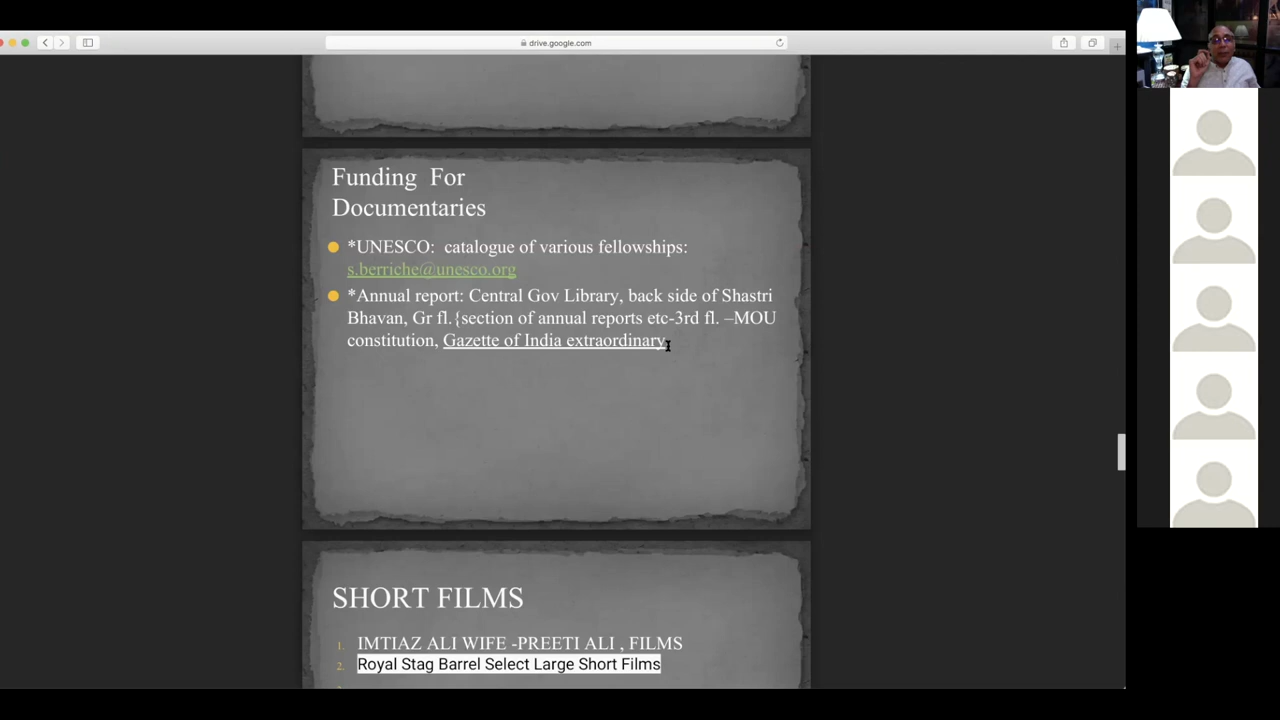 drive.google.com
Funding For
Documentaries
*UNESCO: catalogue of various fellowships:
s.berriche@unesco.org
*Annual report: Central Gov Library, back side of Shastri
Bhavan, Gr fl.{section of annual reports etc-3rd fl. –MOU
constitution, Gazette of India extraordinary.
SHORT FILMS
1. IMTIAZ ALI WIFE -PREETI ALI , FILMS
2. Royal Stag Barrel Select Large Short Films